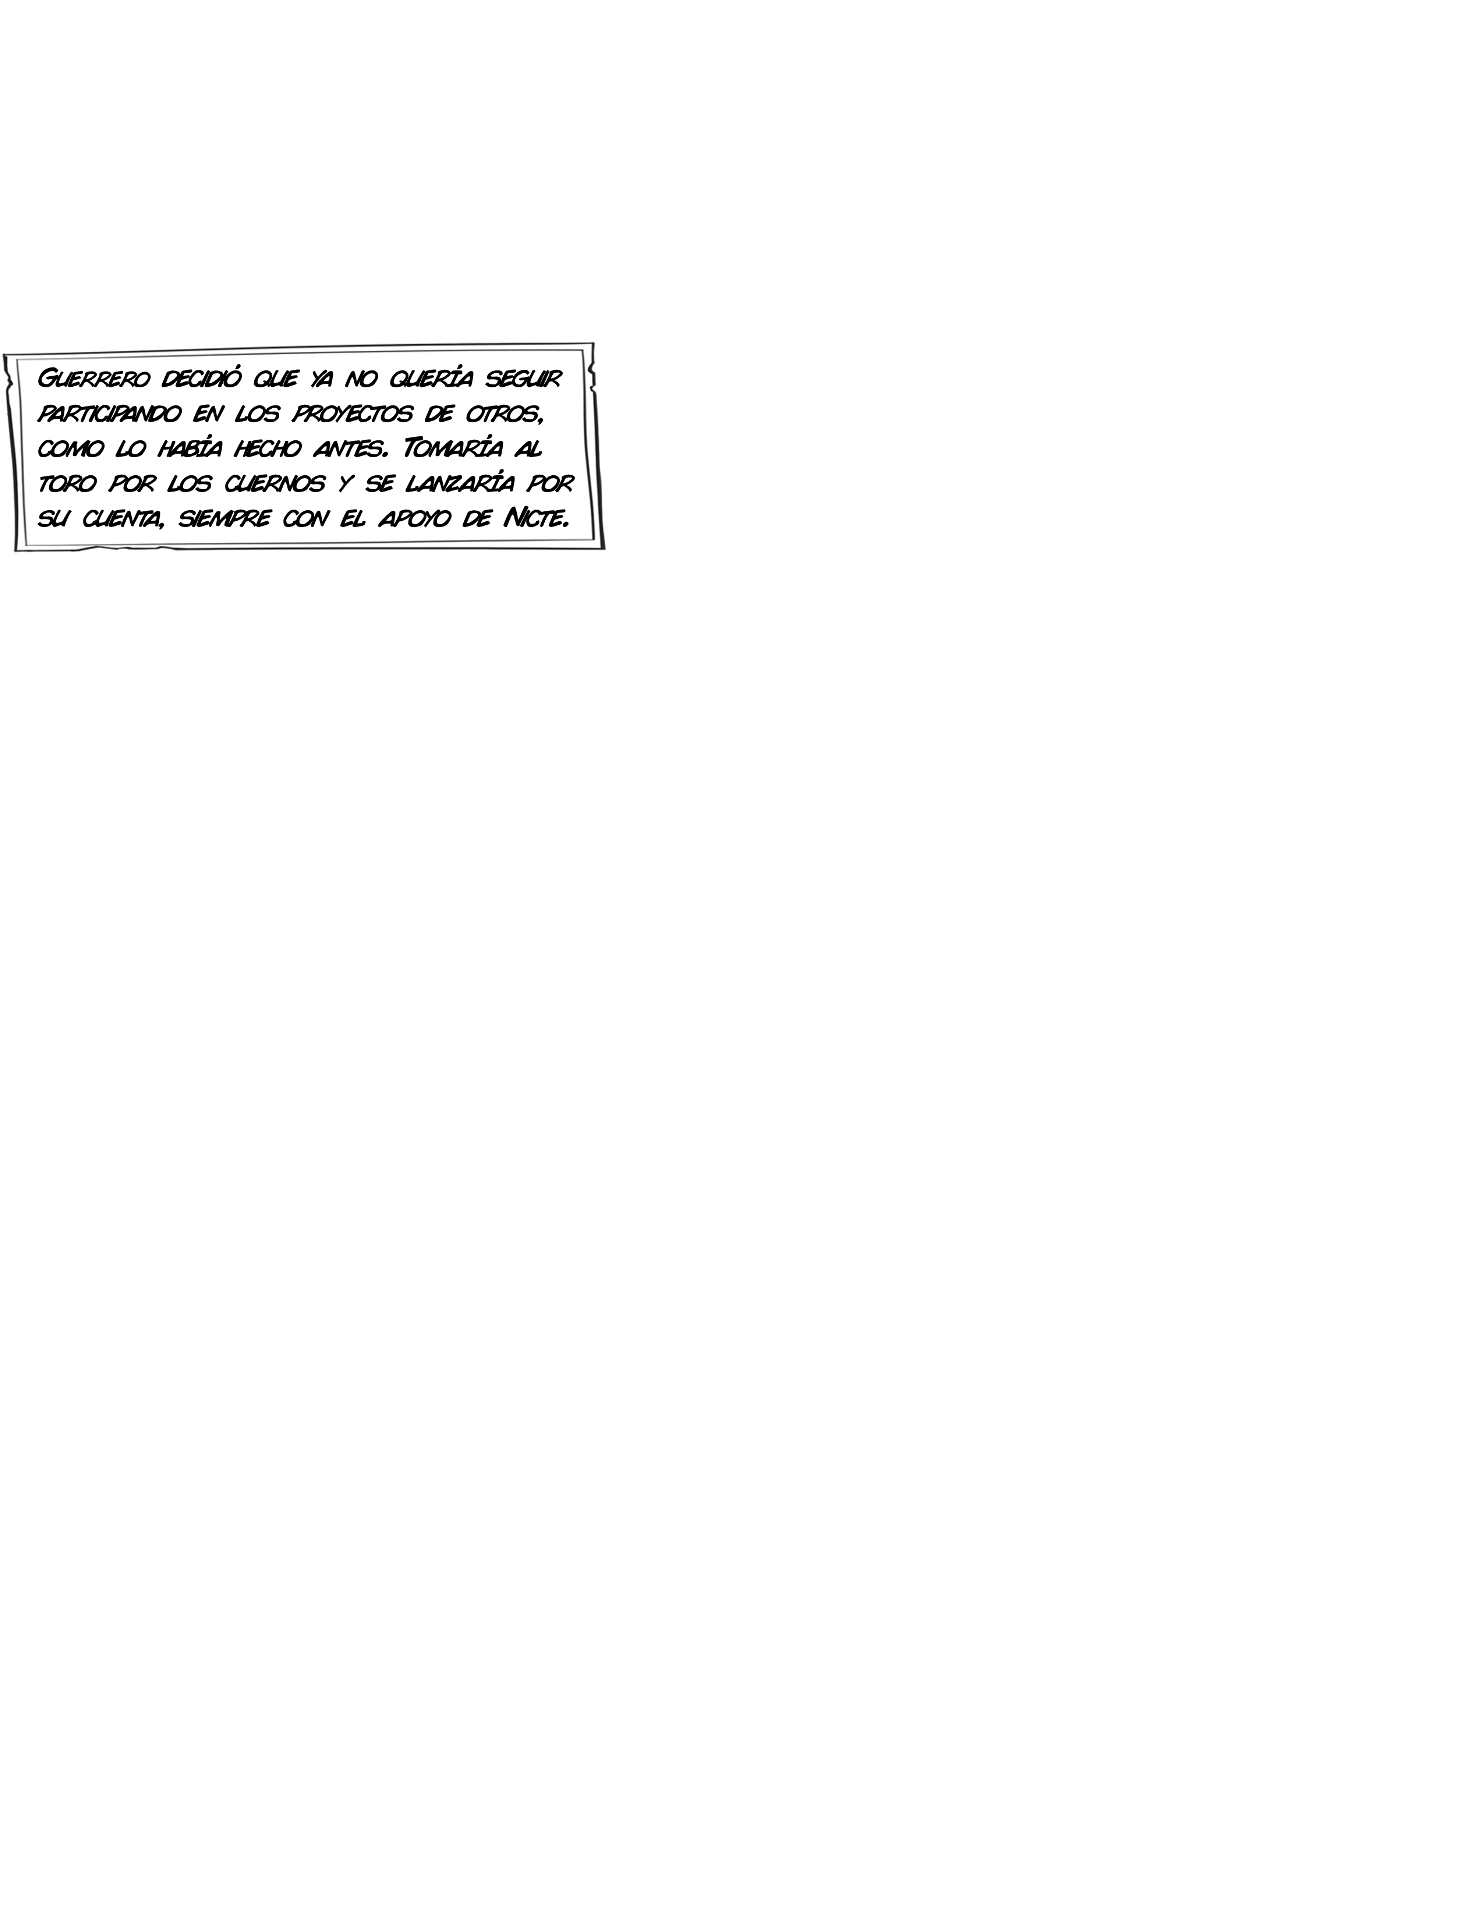 Guerrero decidió que ya no quería seguir
participando en los proyectos de otros,
como lo había hecho antes. Tomaría al
toro por los cuernos y se lanzaría por
su cuenta, siempre con el apoyo de Nicte.